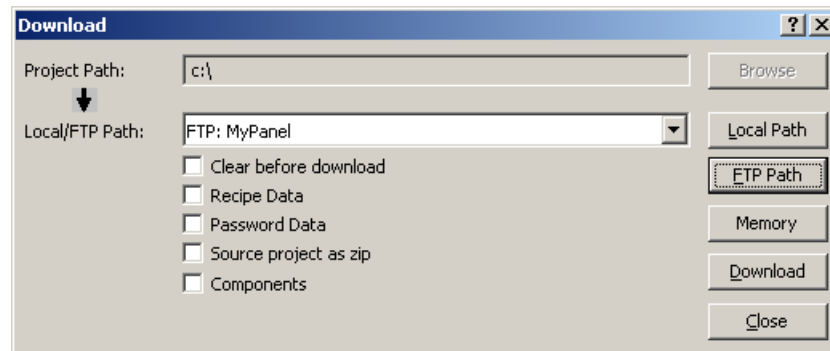 Download
Project Path: c:\ Browse
Local/FTP Path: FTP: MyPanel Local Path
Clear before download
FTP Path
Recipe Data
Password Data Memory
Source project as zip
Download
Components
Close